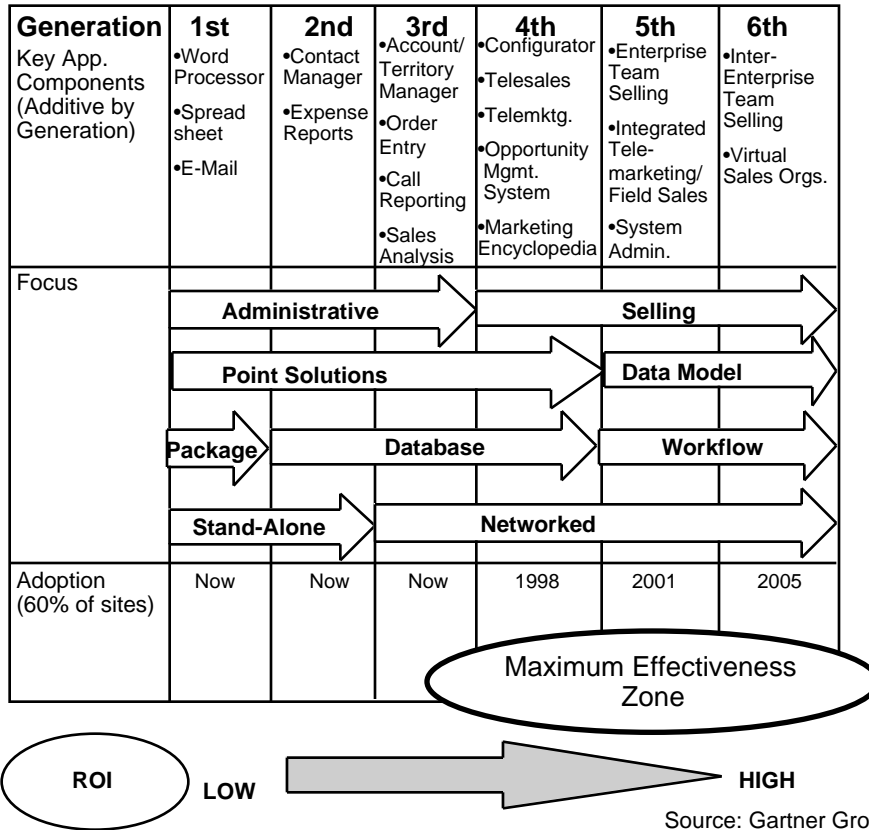 Generation
Key App.
Components
(Additive by
Generation)
1st
•Word
Processor
•Spread
sheet
•E-Mail
2nd
•Contact
Manager
•Expense
Reports
3rd
•Account/
Territory
Manager
•Order
Entry
•Call
Reporting
•Sales
Analysis
4th
•Configurator
•Telesales
•Telemktg.
•Opportunity
Mgmt.
System
•Marketing
Encyclopedia
5th
•Enterprise
Team
Selling
•Integrated
Tele-
marketing/
Field Sales
•System
Admin.
6th
•Inter-
Enterprise
Team
Selling
•Virtual
Sales Orgs.
Focus
Administrative Selling
Point Solutions Data Model
Package Database Workflow
Stand-Alone Networked
Adoption
(60% of sites)
Now Now Now 1998 2001 2005
Maximum Effectiveness
Zone
ROI LOW HIGH
Source: Gartner Gro